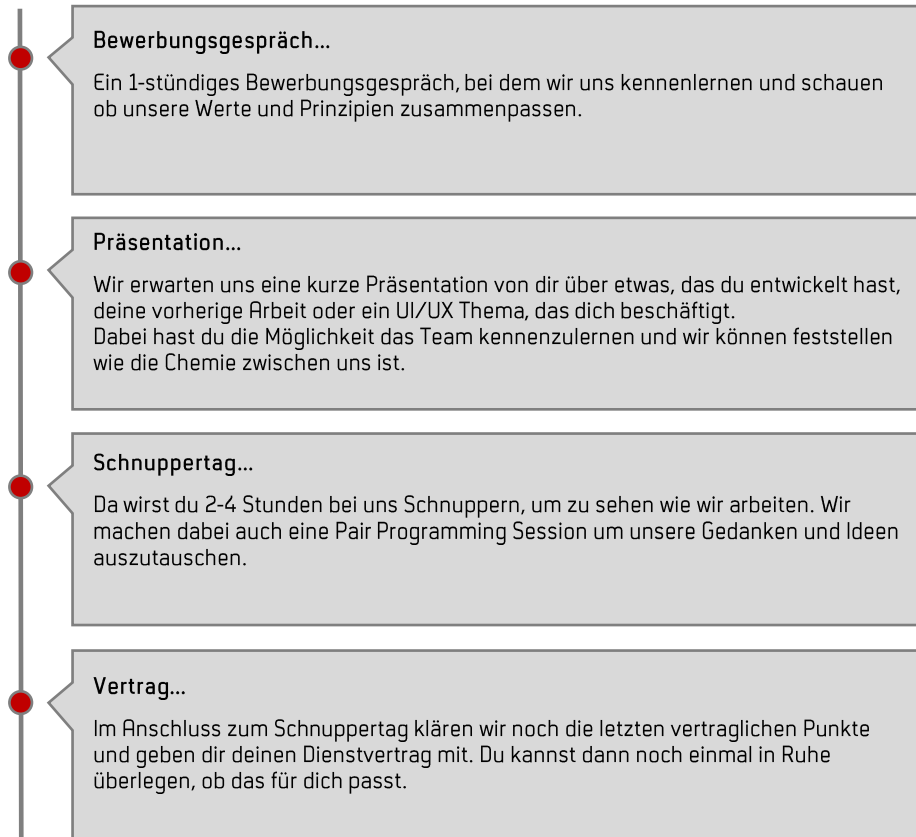 Bewerbungsgespräch...
Ein 1-stündiges Bewerbungsgespräch, bei dem wir uns kennenlernen und schauen
ob unsere Werte und Prinzipien zusammenpassen.
Präsentation...
Wir erwarten uns eine kurze Präsentation von dir über etwas, das du entwickelt hast,
deine vorherige Arbeit oder ein UI/UX Thema, das dich beschäftigt.
Dabei hast du die Möglichkeit das Team kennenzulernen und wir können feststellen
wie die Chemie zwischen uns ist.
Schnuppertag...
Da wirst du 2-4 Stunden bei uns Schnuppern, um zu sehen wie wir arbeiten. Wir
machen dabei auch eine Pair Programming Session um unsere Gedanken und Ideen
auszutauschen.
Vertrag...
Im Anschluss zum Schnuppertag klären wir noch die letzten vertraglichen Punkte
und geben dir deinen Dienstvertrag mit. Du kannst dann noch einmal in Ruhe
überlegen, ob das für dich passt.